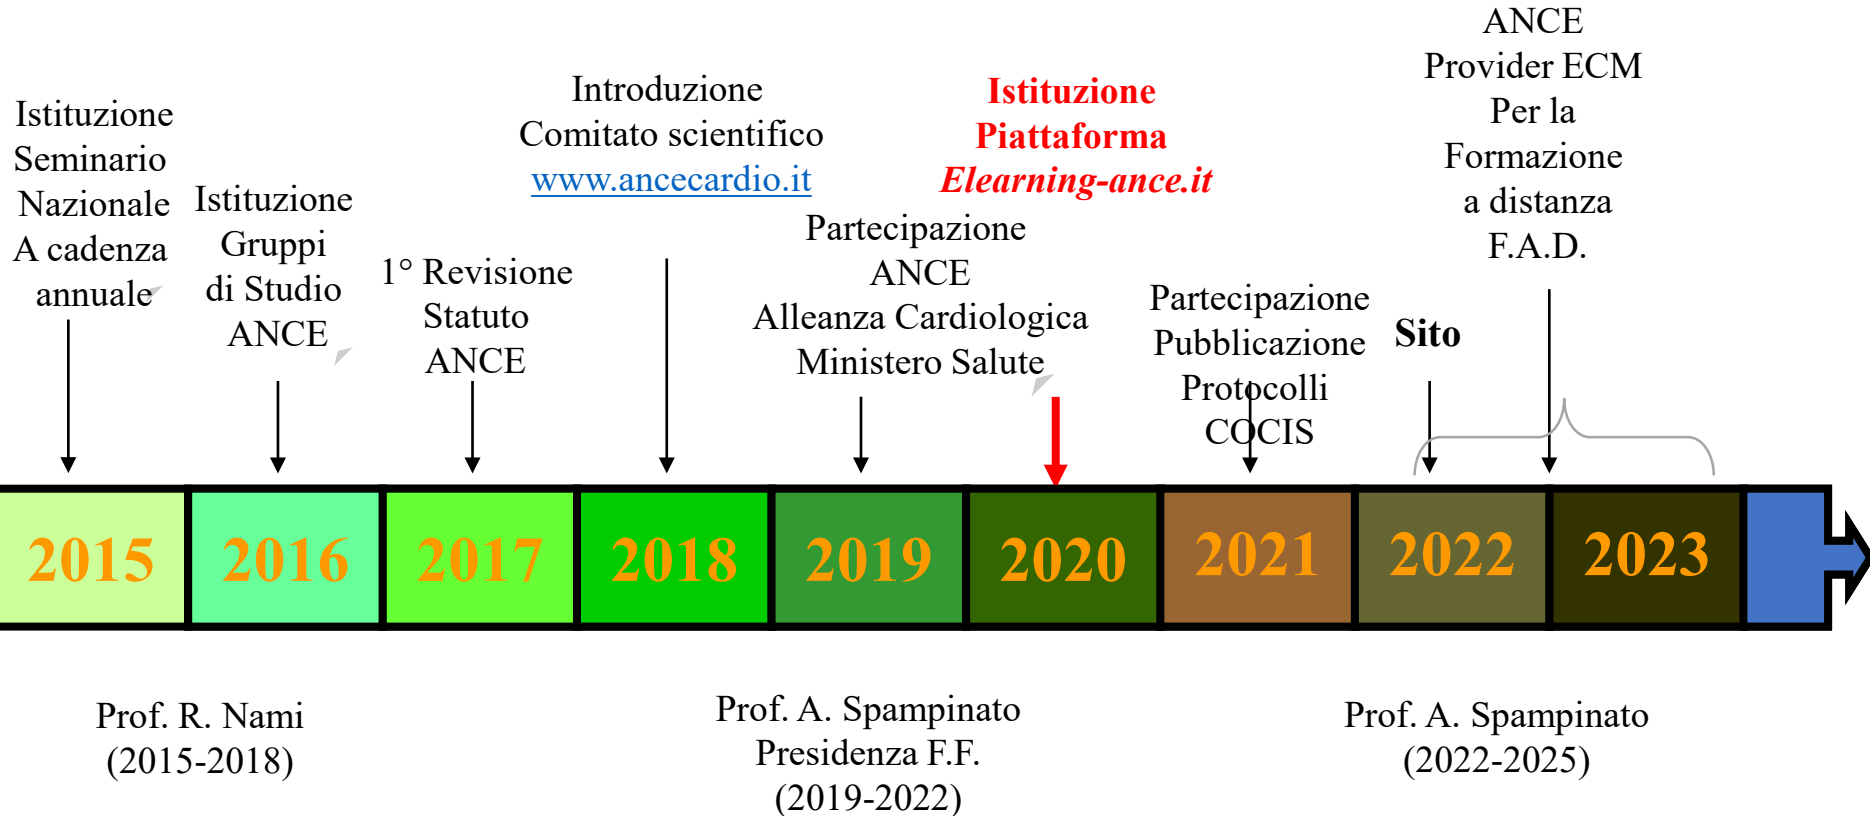 Istituzione
Seminario
Nazionale
A cadenza
annuale
Istituzione
Gruppi
di Studio
ANCE
1° Revisione
Statuto
ANCE
Introduzione
Comitato scientifico
www.ancecardio.it
Partecipazione
ANCE
Alleanza Cardiologica
Ministero Salute
Istituzione
Piattaforma
Elearning-ance.it
Partecipazione
Pubblicazione
Protocolli
COCIS
Sito
ANCE
Provider ECM
Per la
Formazione
a distanza
F.A.D.
2015
2016
2017
2018
2019
2020
2021
2022
2023
Prof. R. Nami
(2015-2018)
Prof. A. Spampinato
Presidenza F.F.
(2019-2022)
Prof. A. Spampinato
(2022-2025)